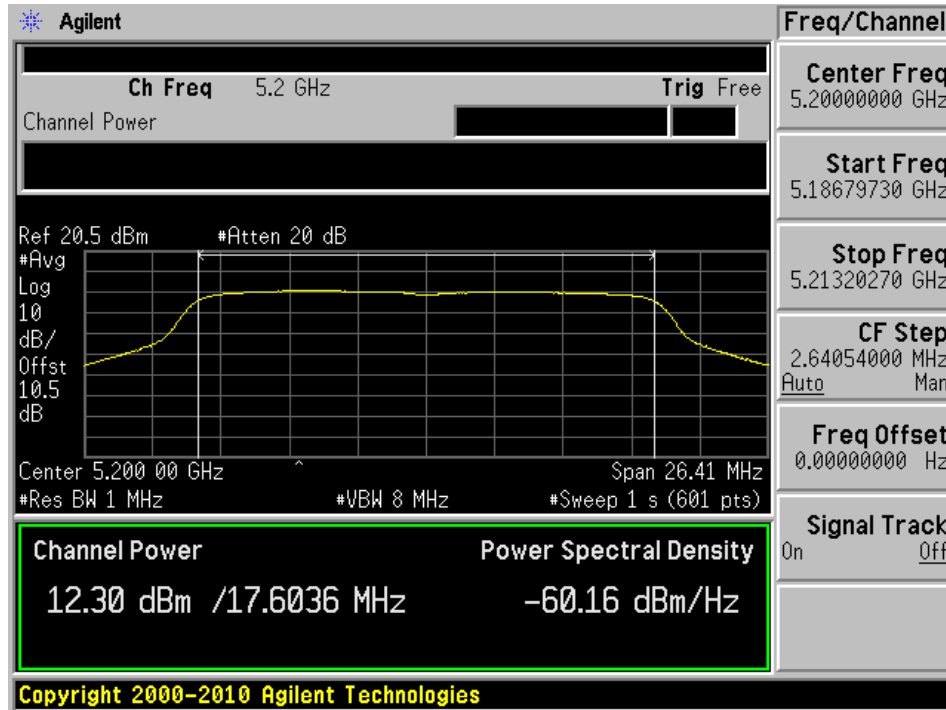 Agilent
Freq/Channel
Ch Freq 5.2 GHz Trig Free
Channel Power
Ref 20.5 dBm #Atten 20 dB
#Avg
Log
10
dB/
Offst
10.5
dB
Center 5.200 00 GHz ^ Span 26.41 MHz
#Res BW 1 MHz #VBW 8 MHz #Sweep 1 s (601 pts)
Channel Power Power Spectral Density
12.30 dBm /17.6036 MHz -60.16 dBm/Hz
Copyright 2000-2010 Agilent Technologies
Center Freq
5.20000000 GHz
Start Freq
5.18679730 GHz
Stop Freq
5.21320270 GHz
CF Step
2.64054000 MHz
Auto Man
Freq Offset
0.00000000 Hz
Signal Track
On Off